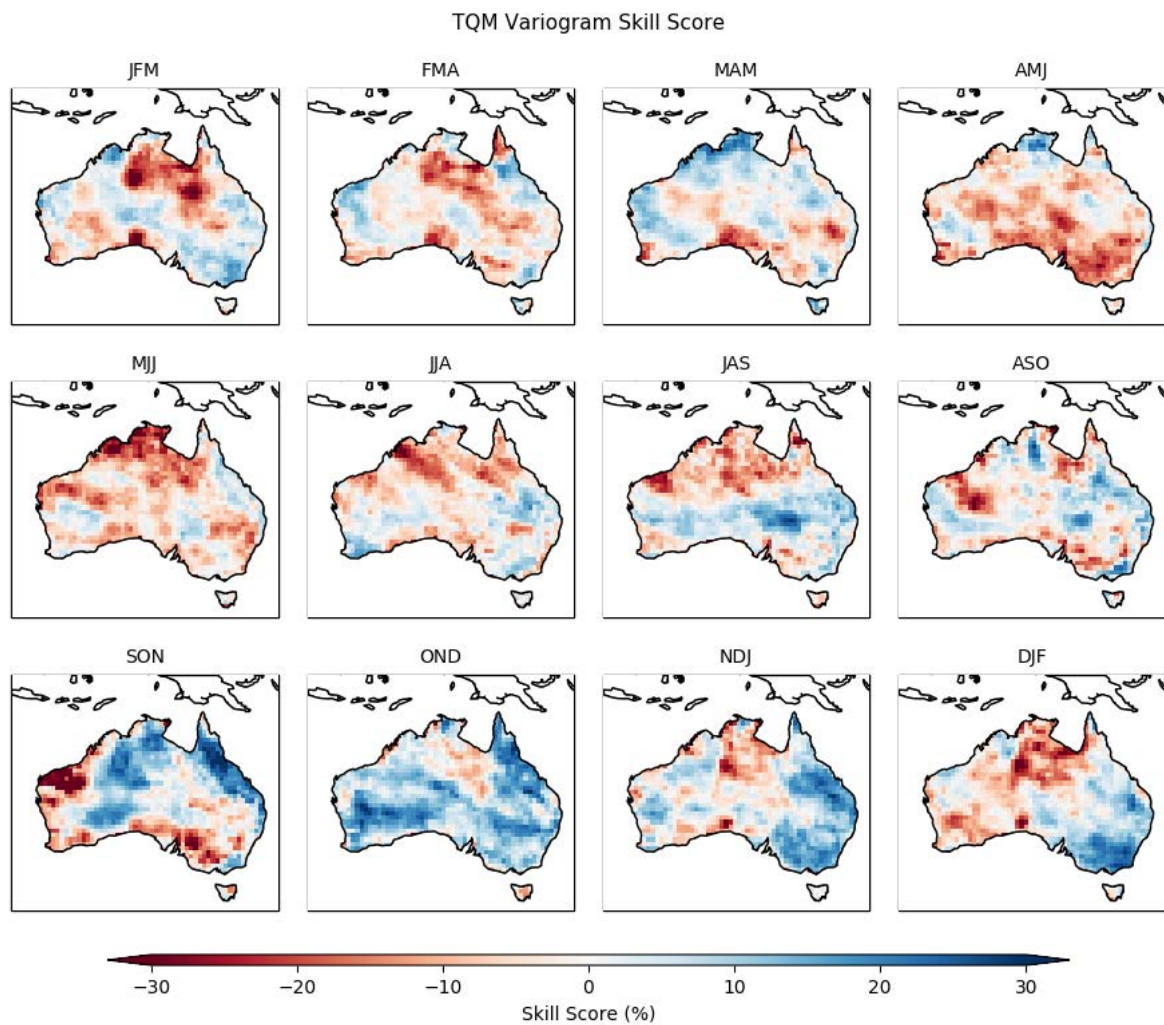 TQM Variogram Skill Score
JFM
FMA
MAM
AMJ
MJJ
JJA
JAS
ASO
SON
OND
NDJ
DJF
−30
−20
−10
0
10
20
30
Skill Score (%)